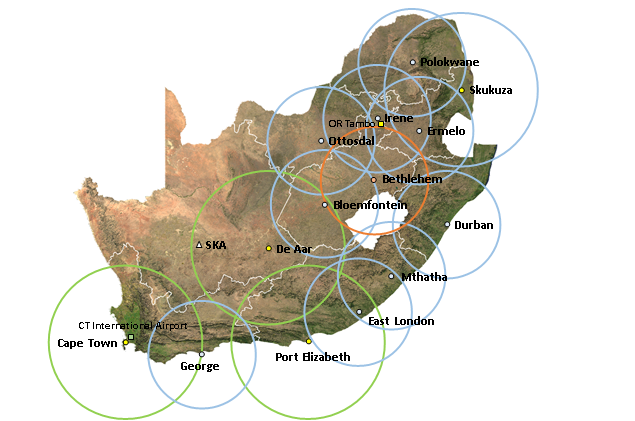 Polokwane
Skukuza
Irene
OR Tambo
Ermelo
Ottosdal
Bethlehem
Bloemfontein
Durban
SKA
De Aar
Mthatha
East London
CT International Airport
Cape Town
Port Elizabeth
George